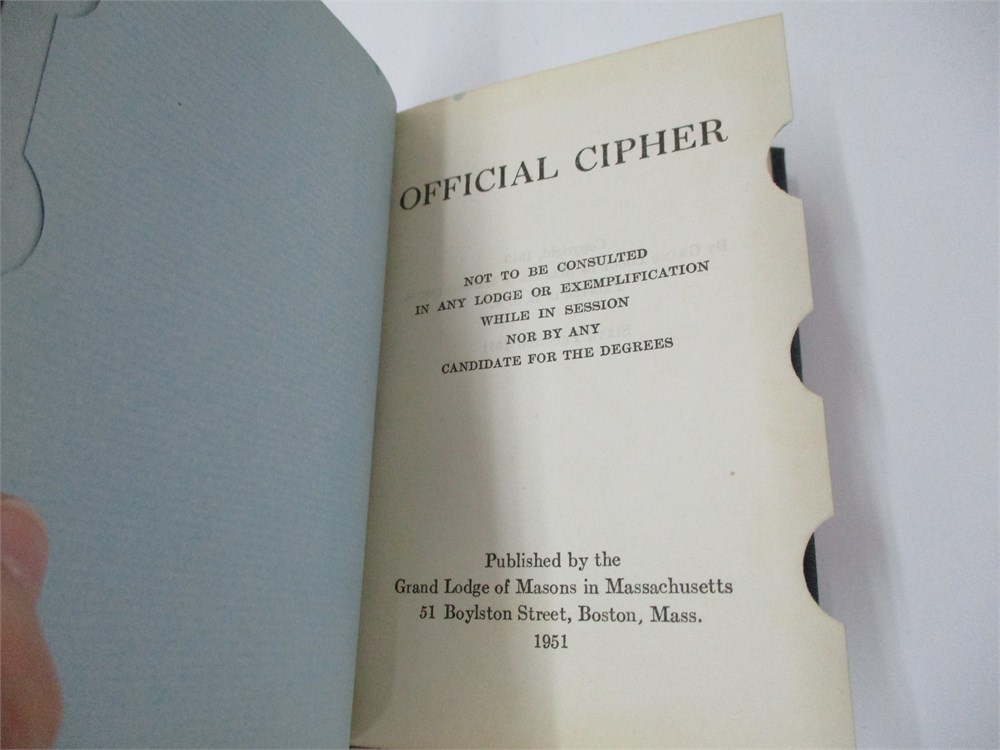 OFFICIAL CIPHER
NOT TO BE CONSULTED
IN ANY LODGE OR EXEMPLIFICATION
WHILE IN SESSION
NOR BY ANY
CANDIDATE FOR THE DEGREES
Published by the
Grand Lodge of Masons in Massachusetts
51 Boylston Street, Boston, Mass.
1951